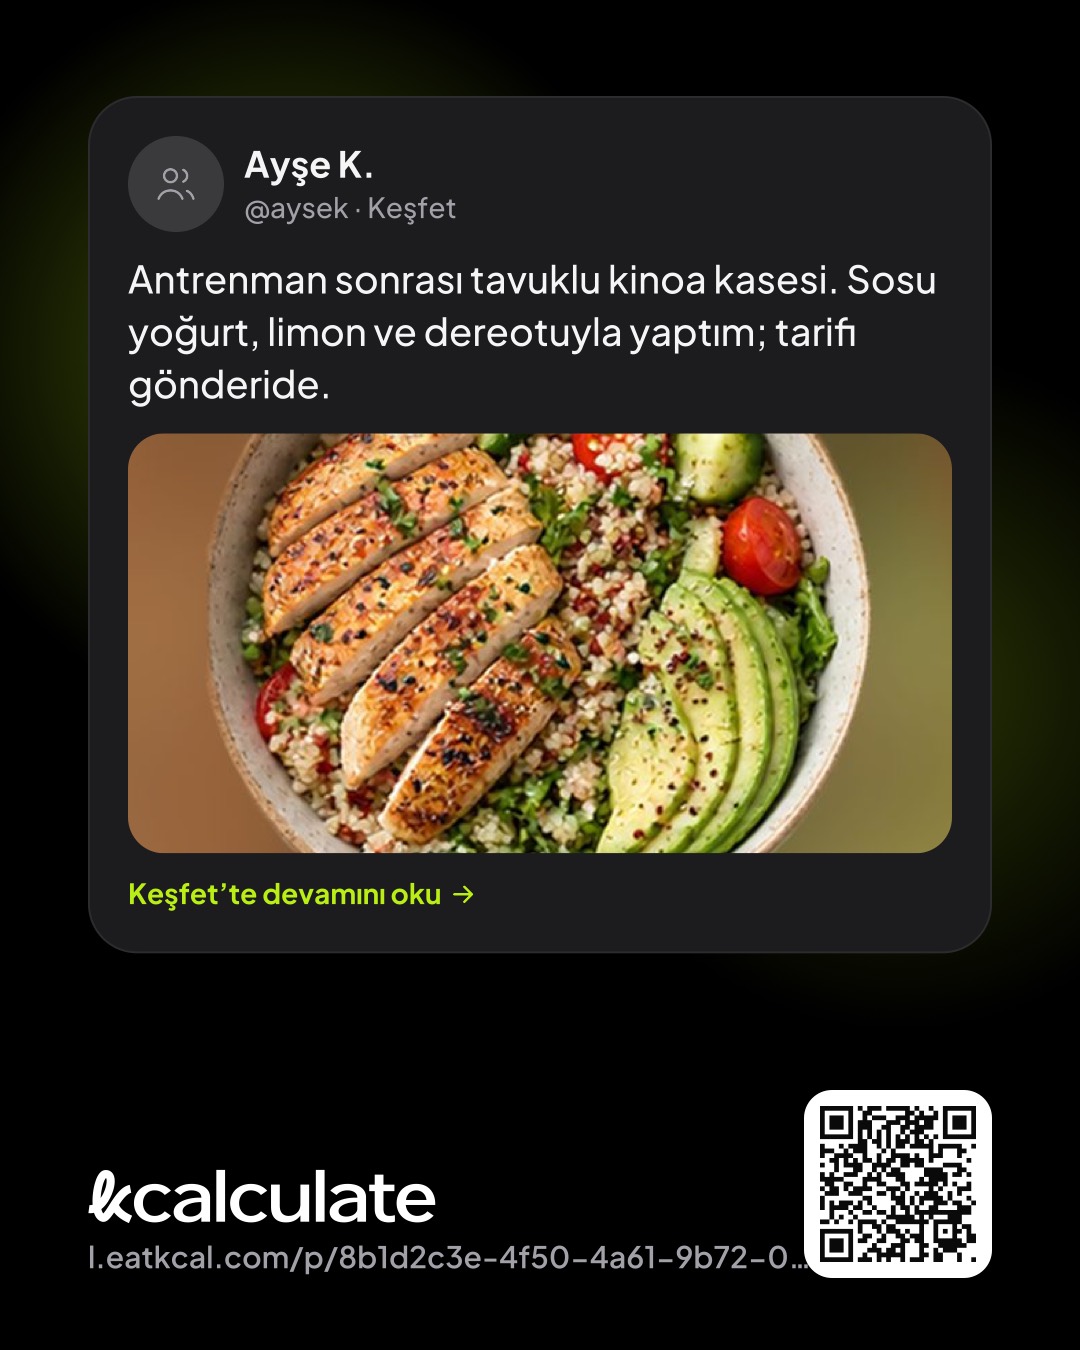 Ayşe K.
@aysek · Keşfet
Antrenman sonrası tavuklu kinoa kasesi. Sosu
yoğurt, limon ve dereotuyla yaptım; tarifi
gönderide.
Keşfet’te devamını oku →
kcalculate
l.eatkcal.com/p/8b1d2c3e-4f50-4a61-9b72-0…